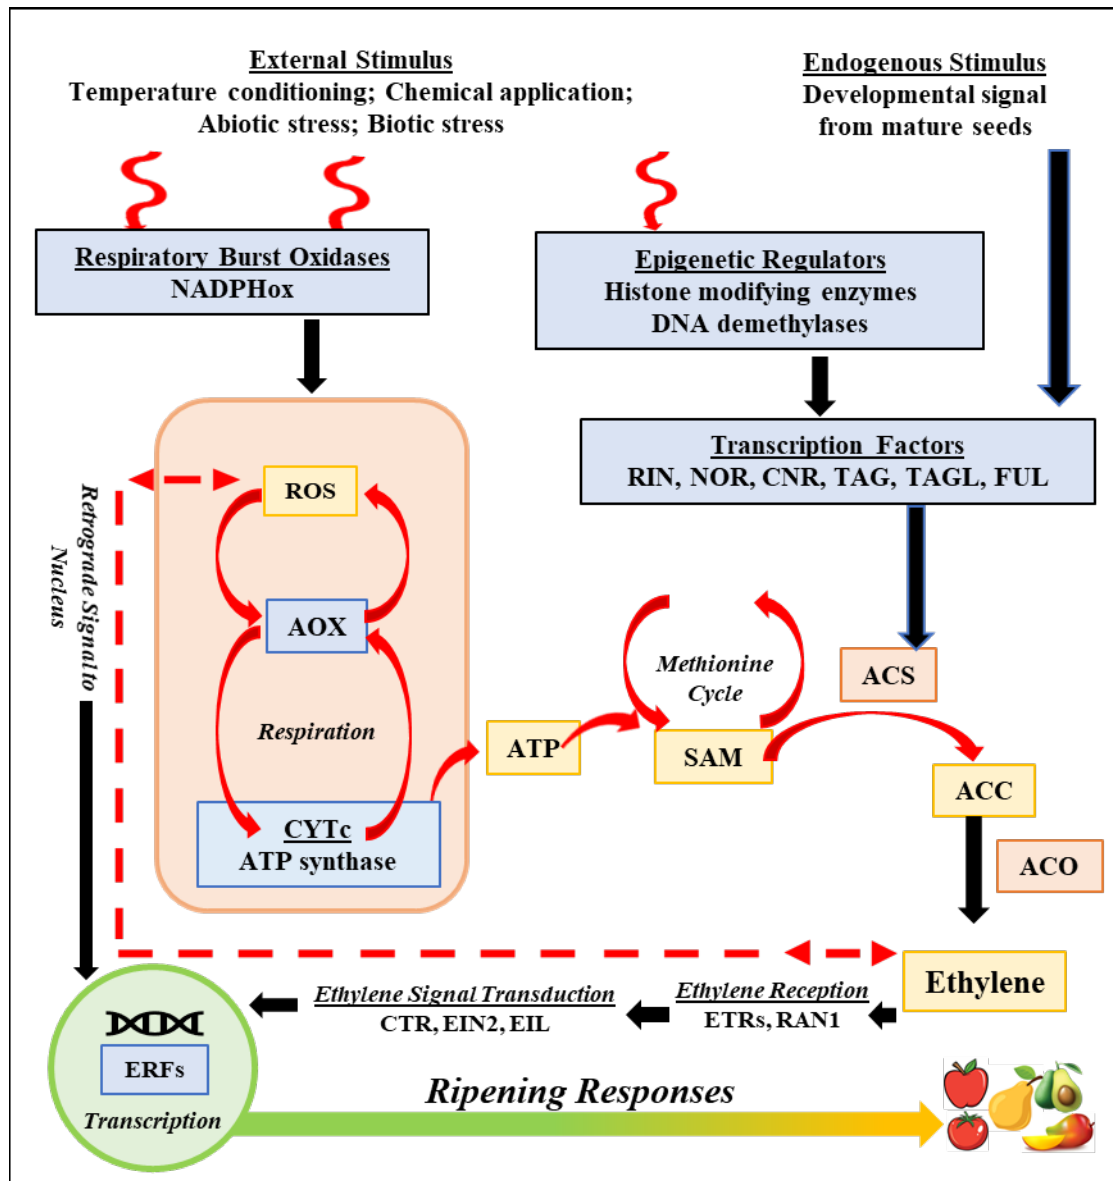 External Stimulus
Temperature conditioning; Chemical application;
Abiotic stress; Biotic stress
Endogenous Stimulus
Developmental signal
from mature seeds
Respiratory Burst Oxidases
NADPHox
Epigenetic Regulators
Histone modifying enzymes
DNA demethylases
Transcription Factors
RIN, NOR, CNR, TAG, TAGL, FUL
Retrograde Signal to
Nucleus
ROS
AOX
Respiration
CYTc
ATP synthase
ATP
Methionine
Cycle
SAM
ACS
ACC
ACO
Ethylene
Ethylene Reception
ETRs, RAN1
Ethylene Signal Transduction
CTR, EIN2, EIL
ERFs
Transcription
Ripening Responses